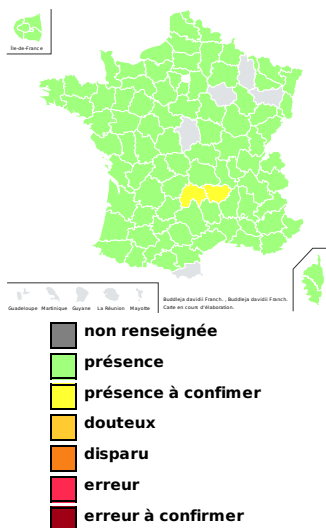 Île-de-France
Guadeloupe Martinique Guyane La Réunion Mayotte
Buddleja davidii Franch. , Buddleja davidii Franch.
Carte en cours d'élaboration.
non renseignée
présence
présence à confimer
douteux
disparu
erreur
erreur à confirmer